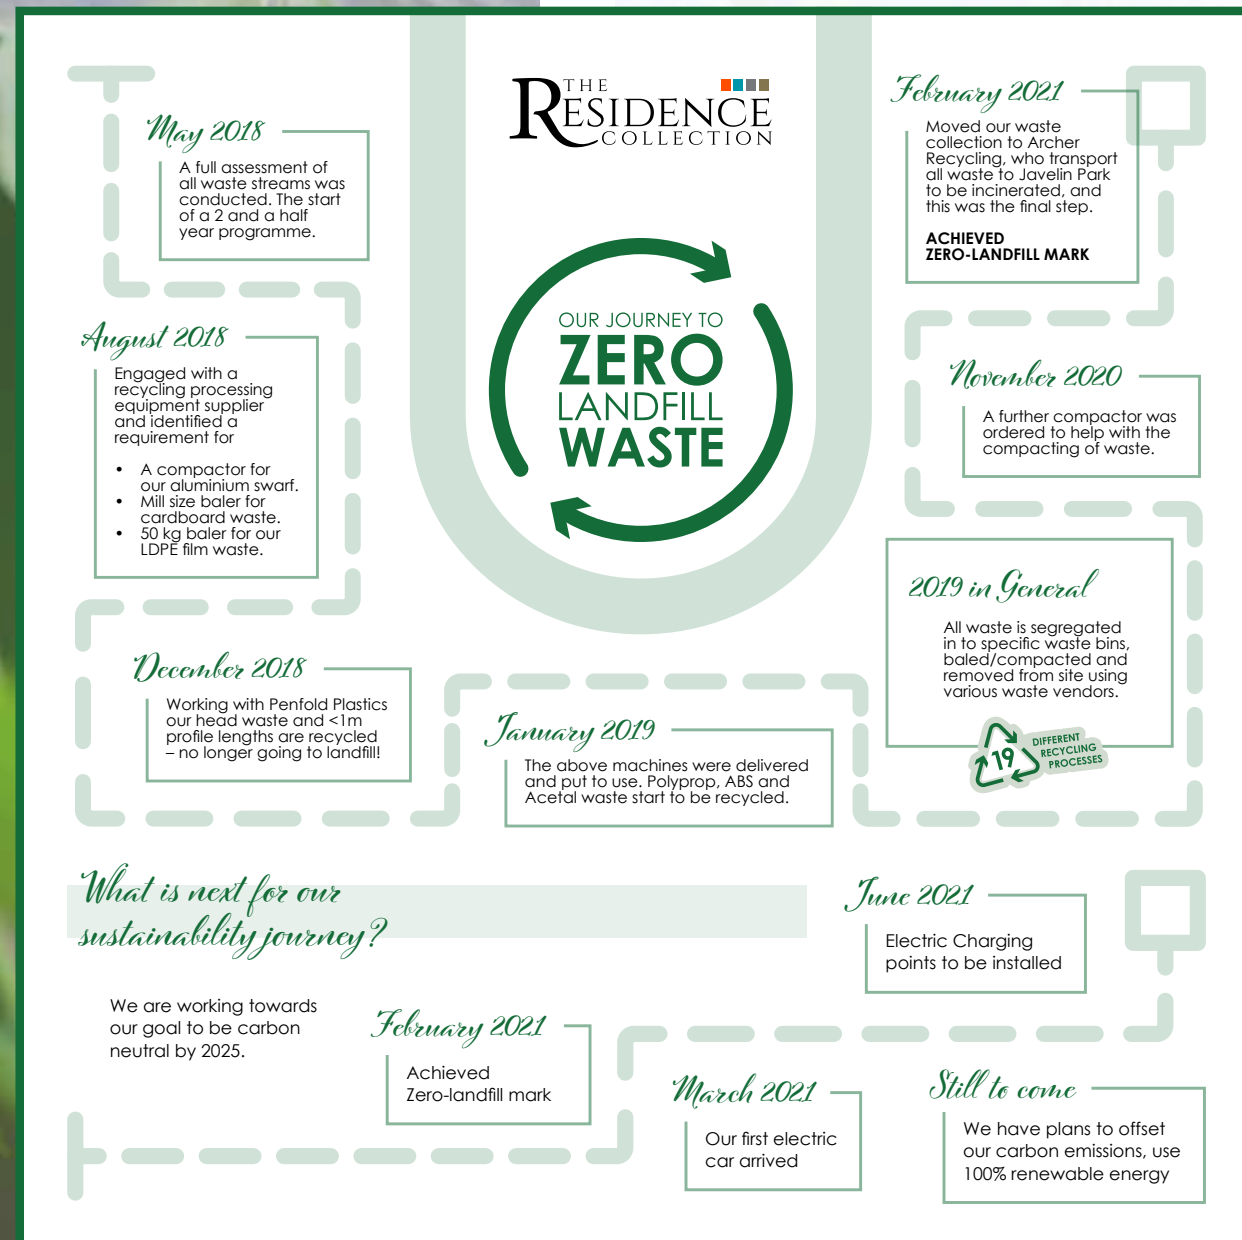 THE
RESIDENCE
COLLECTION
OUR JOURNEY TO
ZERO
LANDFILL
WASTE
May 2018
A full assessment of
all waste streams was
conducted. The start
of a 2 and a half
year programme.
August 2018
Engaged with a
recycling processing
equipment supplier
and identified a
requirement for
• A compactor for
our aluminium swarf.
• Mill size baler for
cardboard waste.
• 50 kg baler for our
LDPE film waste.
December 2018
Working with Penfold Plastics
our head waste and <1m
profile lengths are recycled
– no longer going to landfill!
January 2019
The above machines were delivered
and put to use. Polyprop, ABS and
Acetal waste start to be recycled.
2019 in General
All waste is segregated
in to specific waste bins,
baled/compacted and
removed from site using
various waste vendors.
19
DIFFERENT
RECYCLING
PROCESSES
November 2020
A further compactor was
ordered to help with the
compacting of waste.
February 2021
Moved our waste
collection to Archer
Recycling, who transport
all waste to Javelin Park
to be incinerated, and
this was the final step.
ACHIEVED
ZERO-LANDFILL MARK
What is next for our
sustainability journey?
We are working towards
our goal to be carbon
neutral by 2025.
February 2021
Achieved
Zero-landfill mark
March 2021
Our first electric
car arrived
June 2021
Electric Charging
points to be installed
Still to come
We have plans to offset
our carbon emissions, use
100% renewable energy